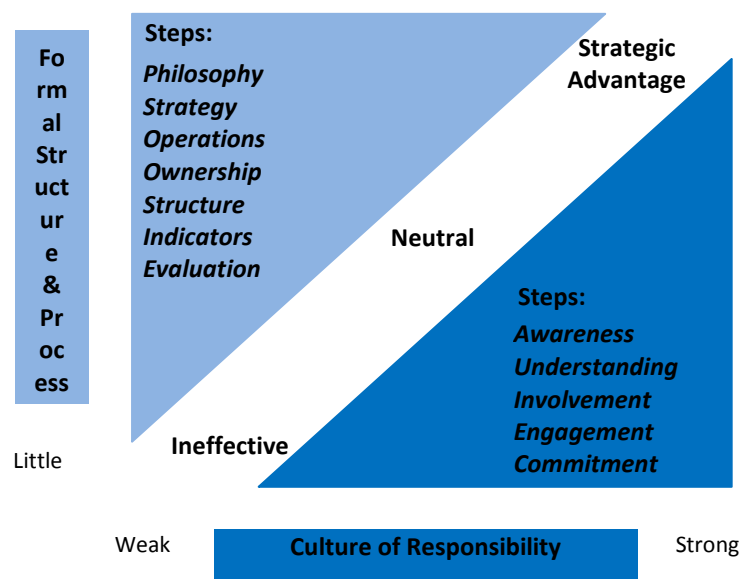 Fo
rm
al
Str
uct
ur
e
&
Pr
oc
ess
Steps:
Philosophy
Strategy
Operations
Ownership
Structure
Indicators
Evaluation
Strategic
Advantage
Neutral
Ineffective
Steps:
Awareness
Understanding
Involvement
Engagement
Commitment
Little
Weak
Culture of Responsibility
Strong